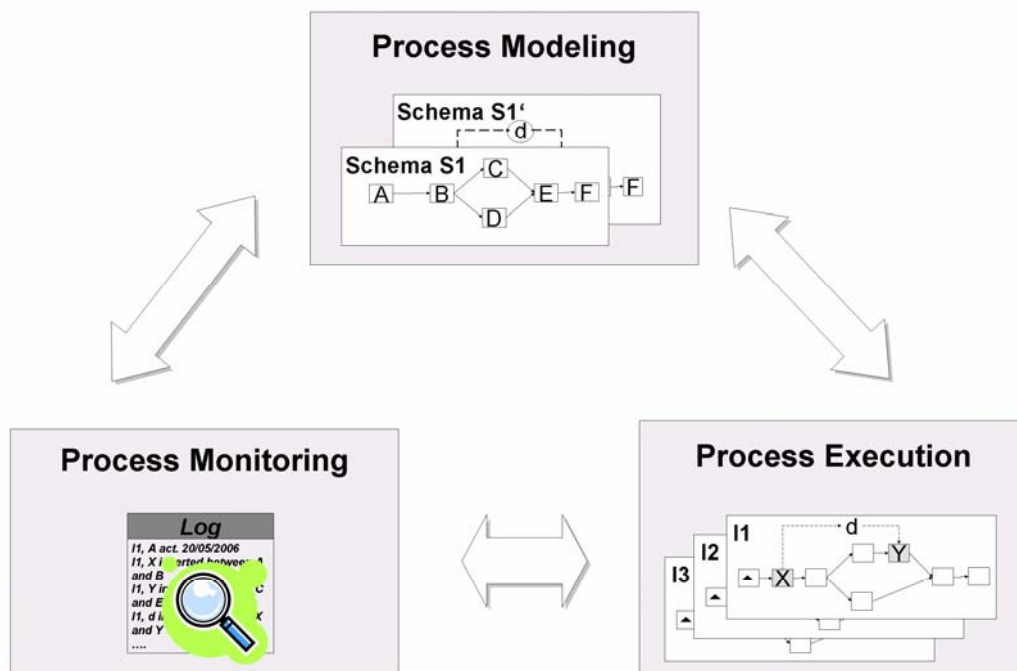 Process Modeling
Schema S1‘
d
Schema S1
C
A B E F F
D
Process Monitoring
Log
I1, A act. 20/05/2006
I1, X between A
and B
I1, Y C
and E
I1, d X
and Y
....
Process Execution
I1
d
I2
Y
I3
X